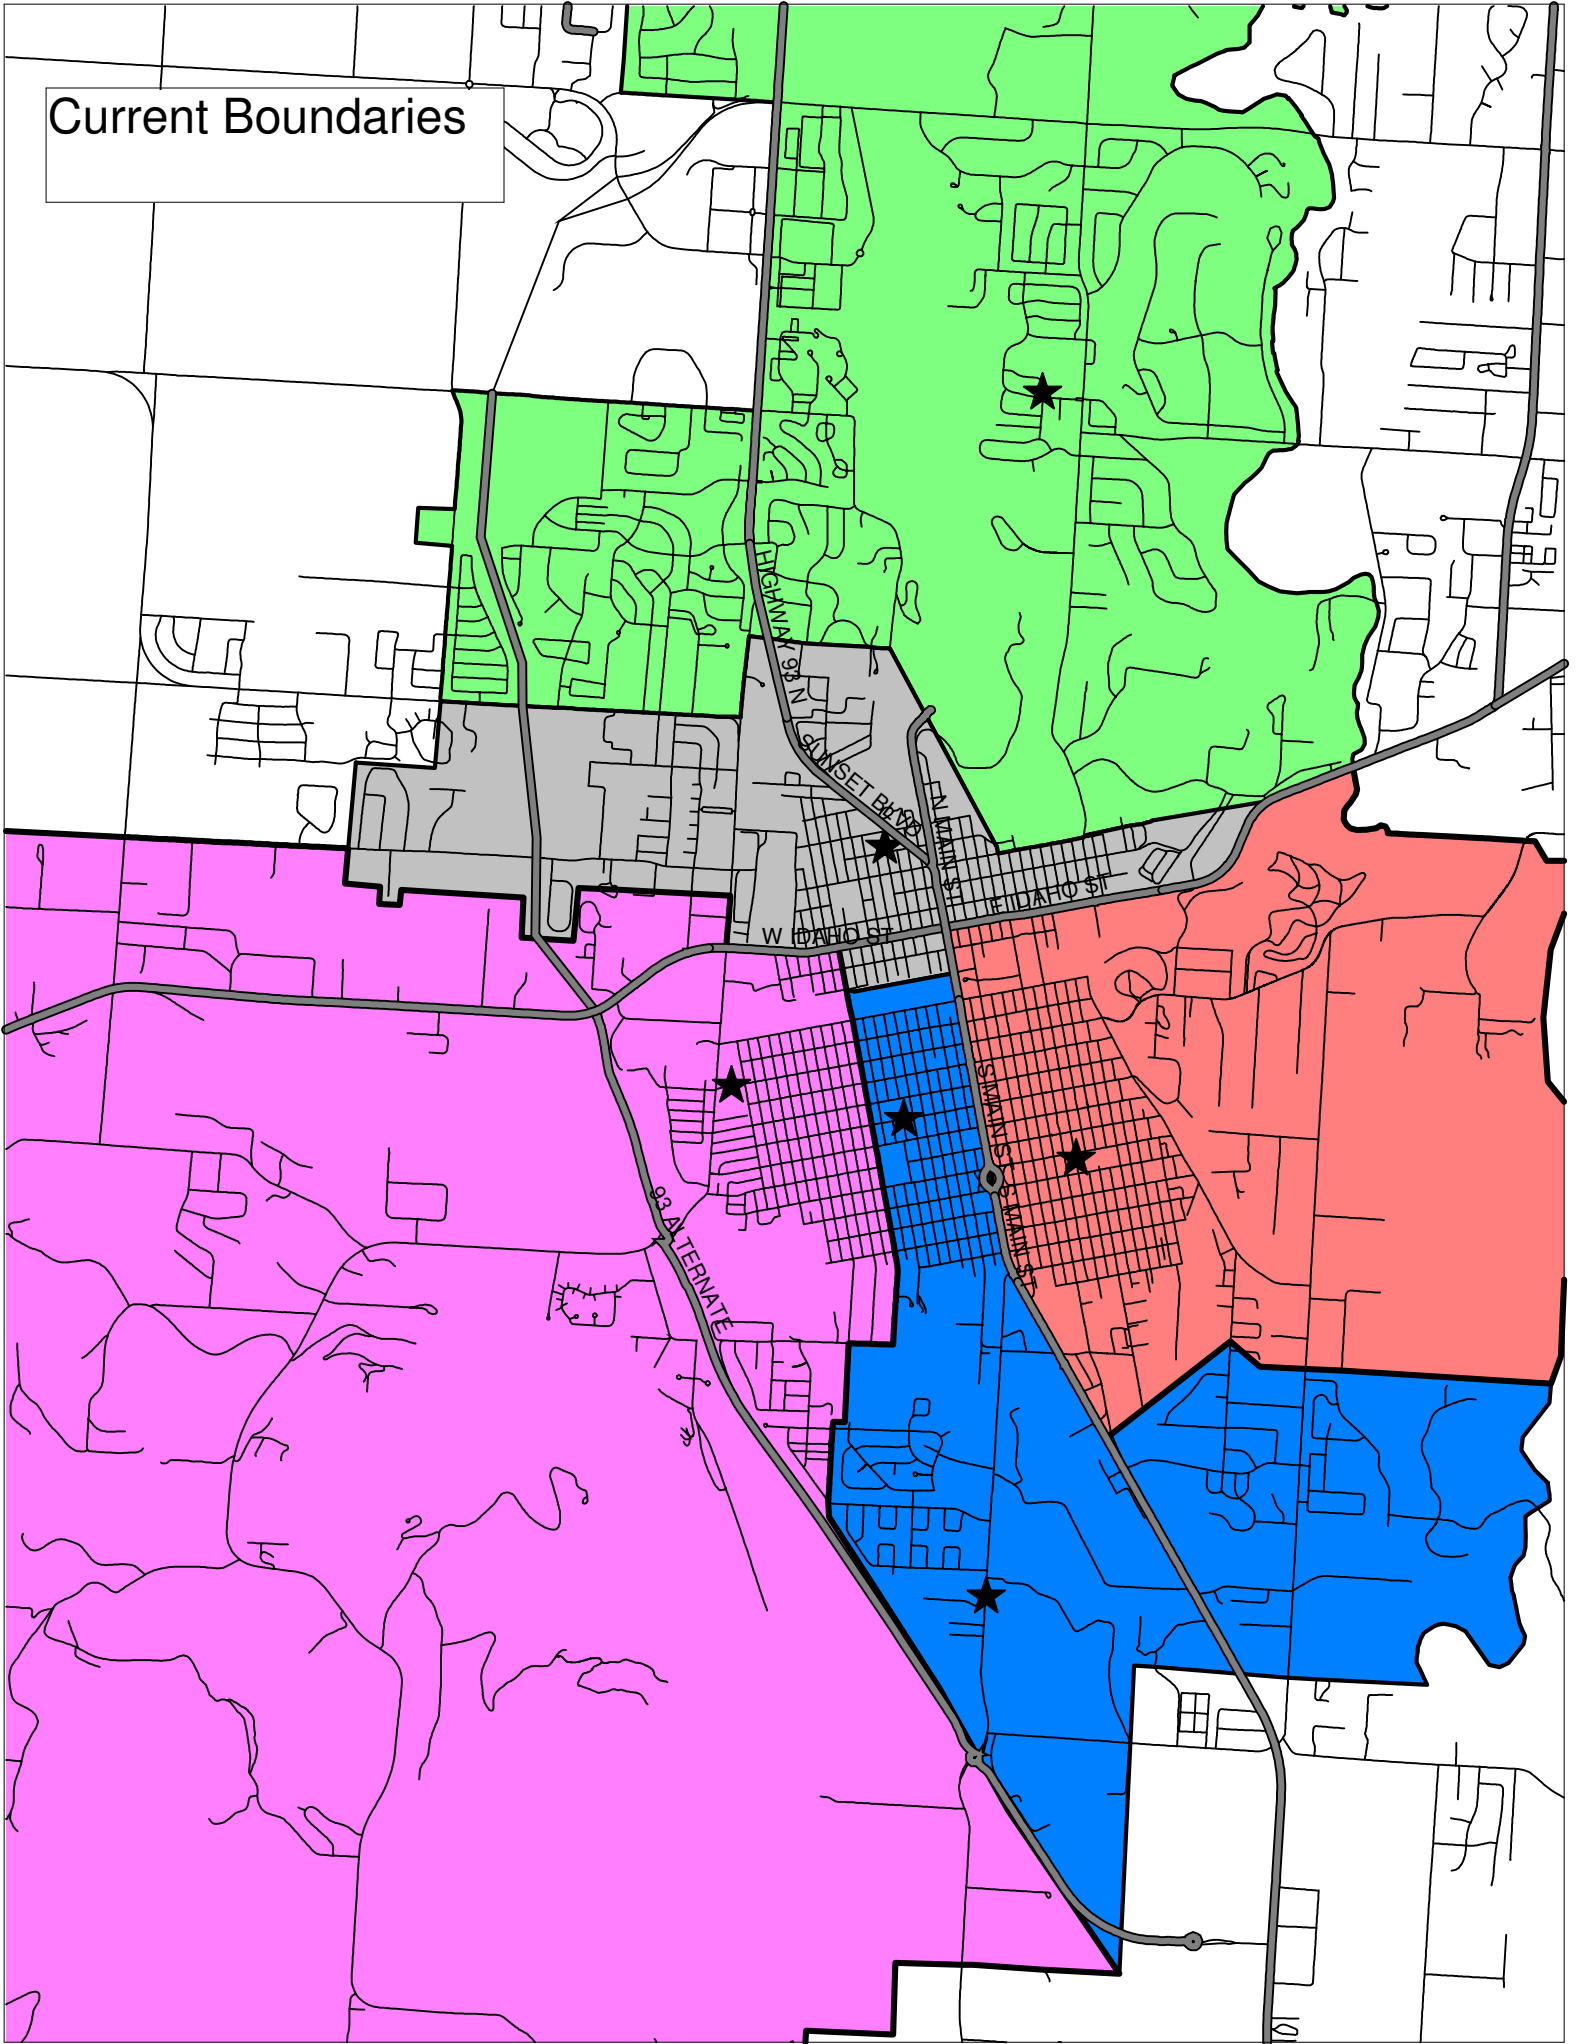 Current Boundaries
HIGHWAY 93 N
SUNSET BLVD
N MAIN ST
E IDAHO ST
W IDAHO ST
S MAIN ST
S MAIN ST
93 ALTERNATE